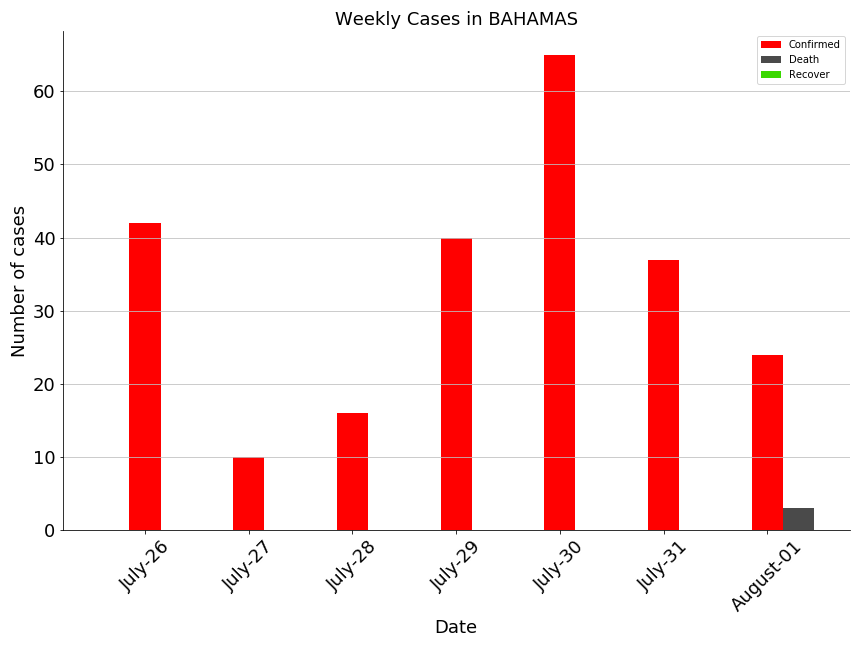 Weekly Cases in BAHAMAS
Confirmed
Death
Recover
Number of cases
60
50
40
30
20
10
0
July-26
July-27
July-28
July-29
July-30
July-31
August-01
Date